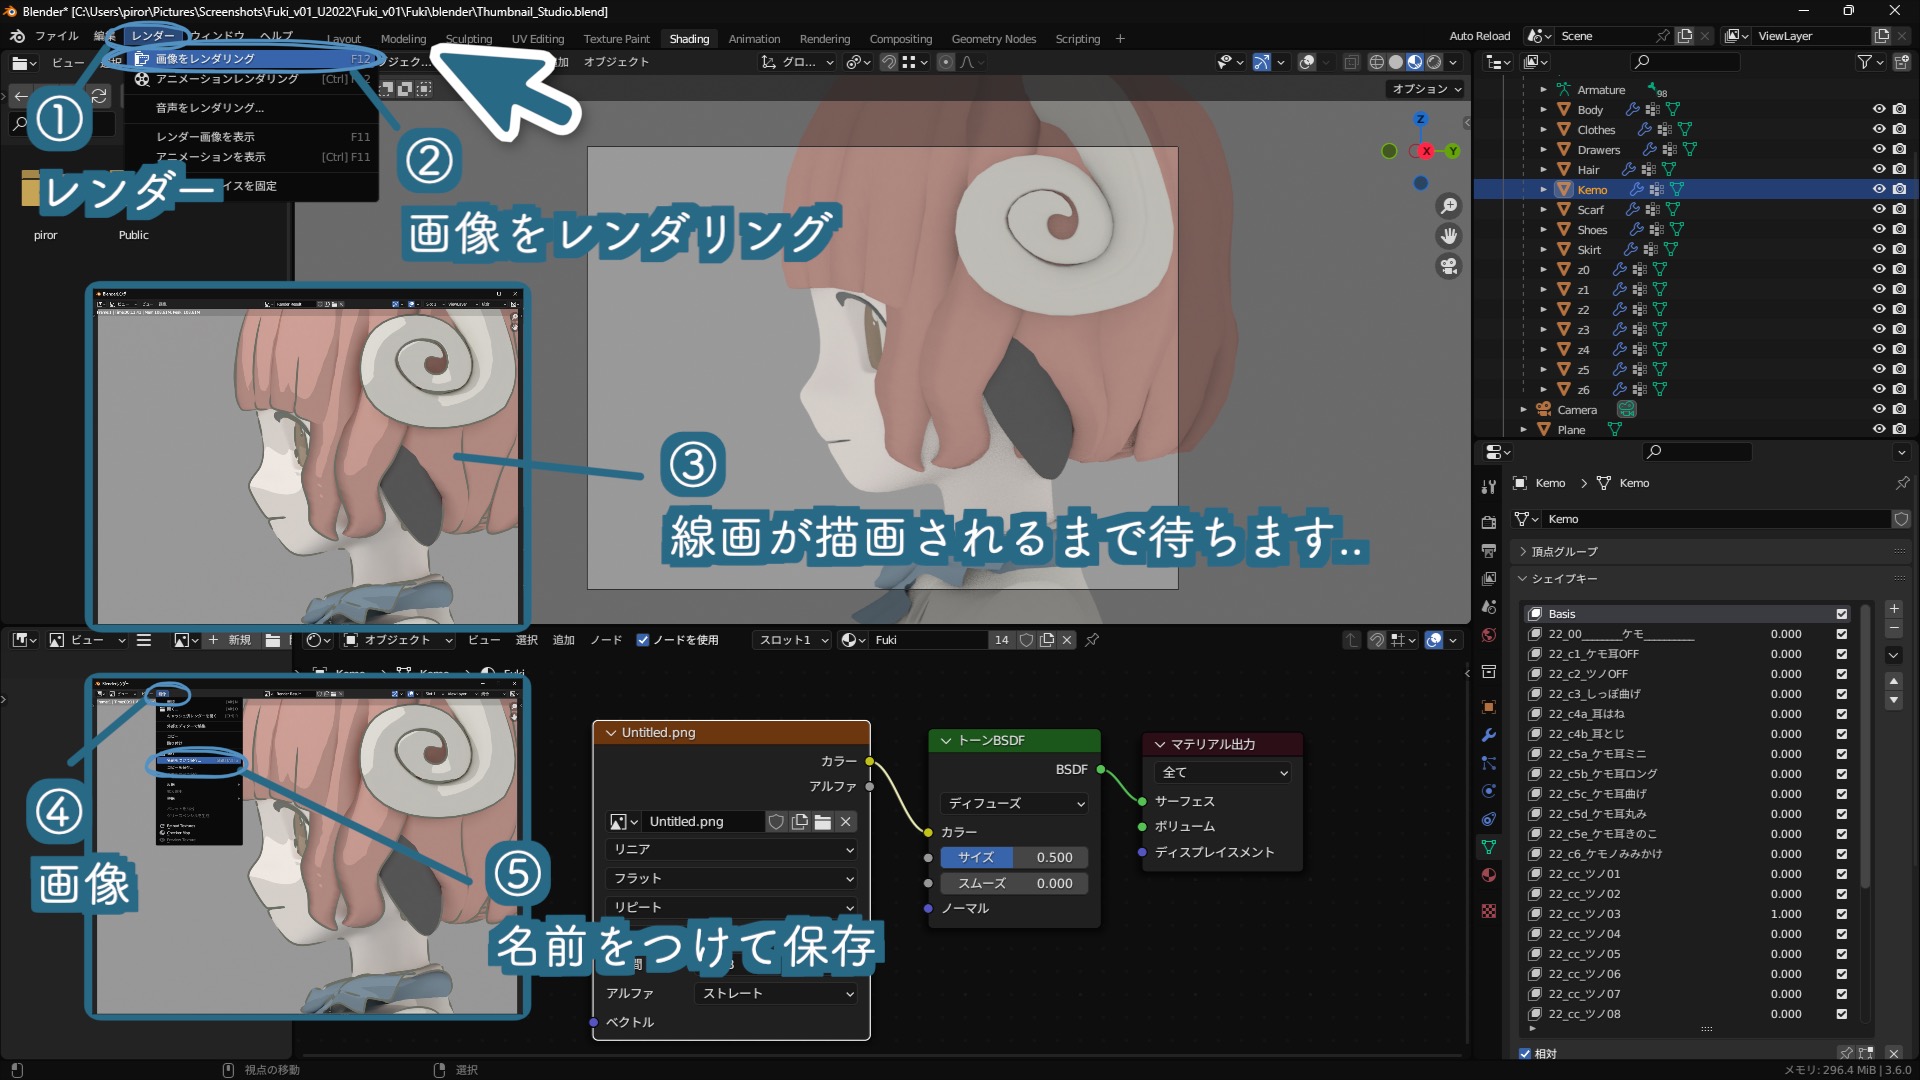 Blender* [C:\Users\piror\Pictures\Screenshots\Fuki_v01_U2022\Fuki_v01\Fuki\blender\Thumbnail_Studio.blend]
ファイル 編集 レンダー ウィンドウ ヘルプ
Layout Modeling Sculpting UV Editing Texture Paint Shading Animation Rendering Compositing Geometry Nodes Scripting
Auto Reload Scene ViewLayer
画像をレンダリング F12
アニメーションレンダリング
音声をレンダリング...
レンダー画像を表示 F11
アニメーションを表示 [Ctrl] F11
イスを固定
ビュー
オブジェクト
グロ...
オプション
piror
Public
①
レンダー
②
画像をレンダリング
③
線画が描画されるまで待ちます..
④
画像
⑤
名前をつけて保存
Z
X
Y
Armature 98
Body
Clothes
Drawers
Hair
Kemo
Scarf
Shoes
Skirt
z0
z1
z2
z3
z4
z5
z6
Camera
Plane
Kemo > Kemo
Kemo
頂点グループ
シェイプキー
Basis
22_00________ケモ__________ 0.000
22_c1_ケモ耳OFF 0.000
22_c2_ツノOFF 0.000
22_c3_しっぽ曲げ 0.000
22_c4a_耳はね 0.000
22_c4b_耳とじ 0.000
22_c5a_ケモ耳ミニ 0.000
22_c5b_ケモ耳ロング 0.000
22_c5c_ケモ耳曲げ 0.000
22_c5d_ケモ耳丸み 0.000
22_c5e_ケモ耳きのこ 0.000
22_c6_ケモノみみかけ 0.000
22_cc_ツノ01 0.000
22_cc_ツノ02 0.000
22_cc_ツノ03 1.000
22_cc_ツノ04 0.000
22_cc_ツノ05 0.000
22_cc_ツノ06 0.000
22_cc_ツノ07 0.000
22_cc_ツノ08 0.000
相対
ビュー
新規
オブジェクト ビュー 選択 追加 ノード ノードを使用 スロット1 Fuki 14
Untitled.png
カラー
アルファ
Untitled.png
リニア
フラット
リピート
アルファ ストレート
ベクトル
トーンBSDF
BSDF
ディフューズ
カラー
サイズ 0.500
スムーズ 0.000
ノーマル
マテリアル出力
全て
サーフェス
ボリューム
ディスプレイスメント
視点の移動
選択
メモリ: 296.4 MiB | 3.6.0